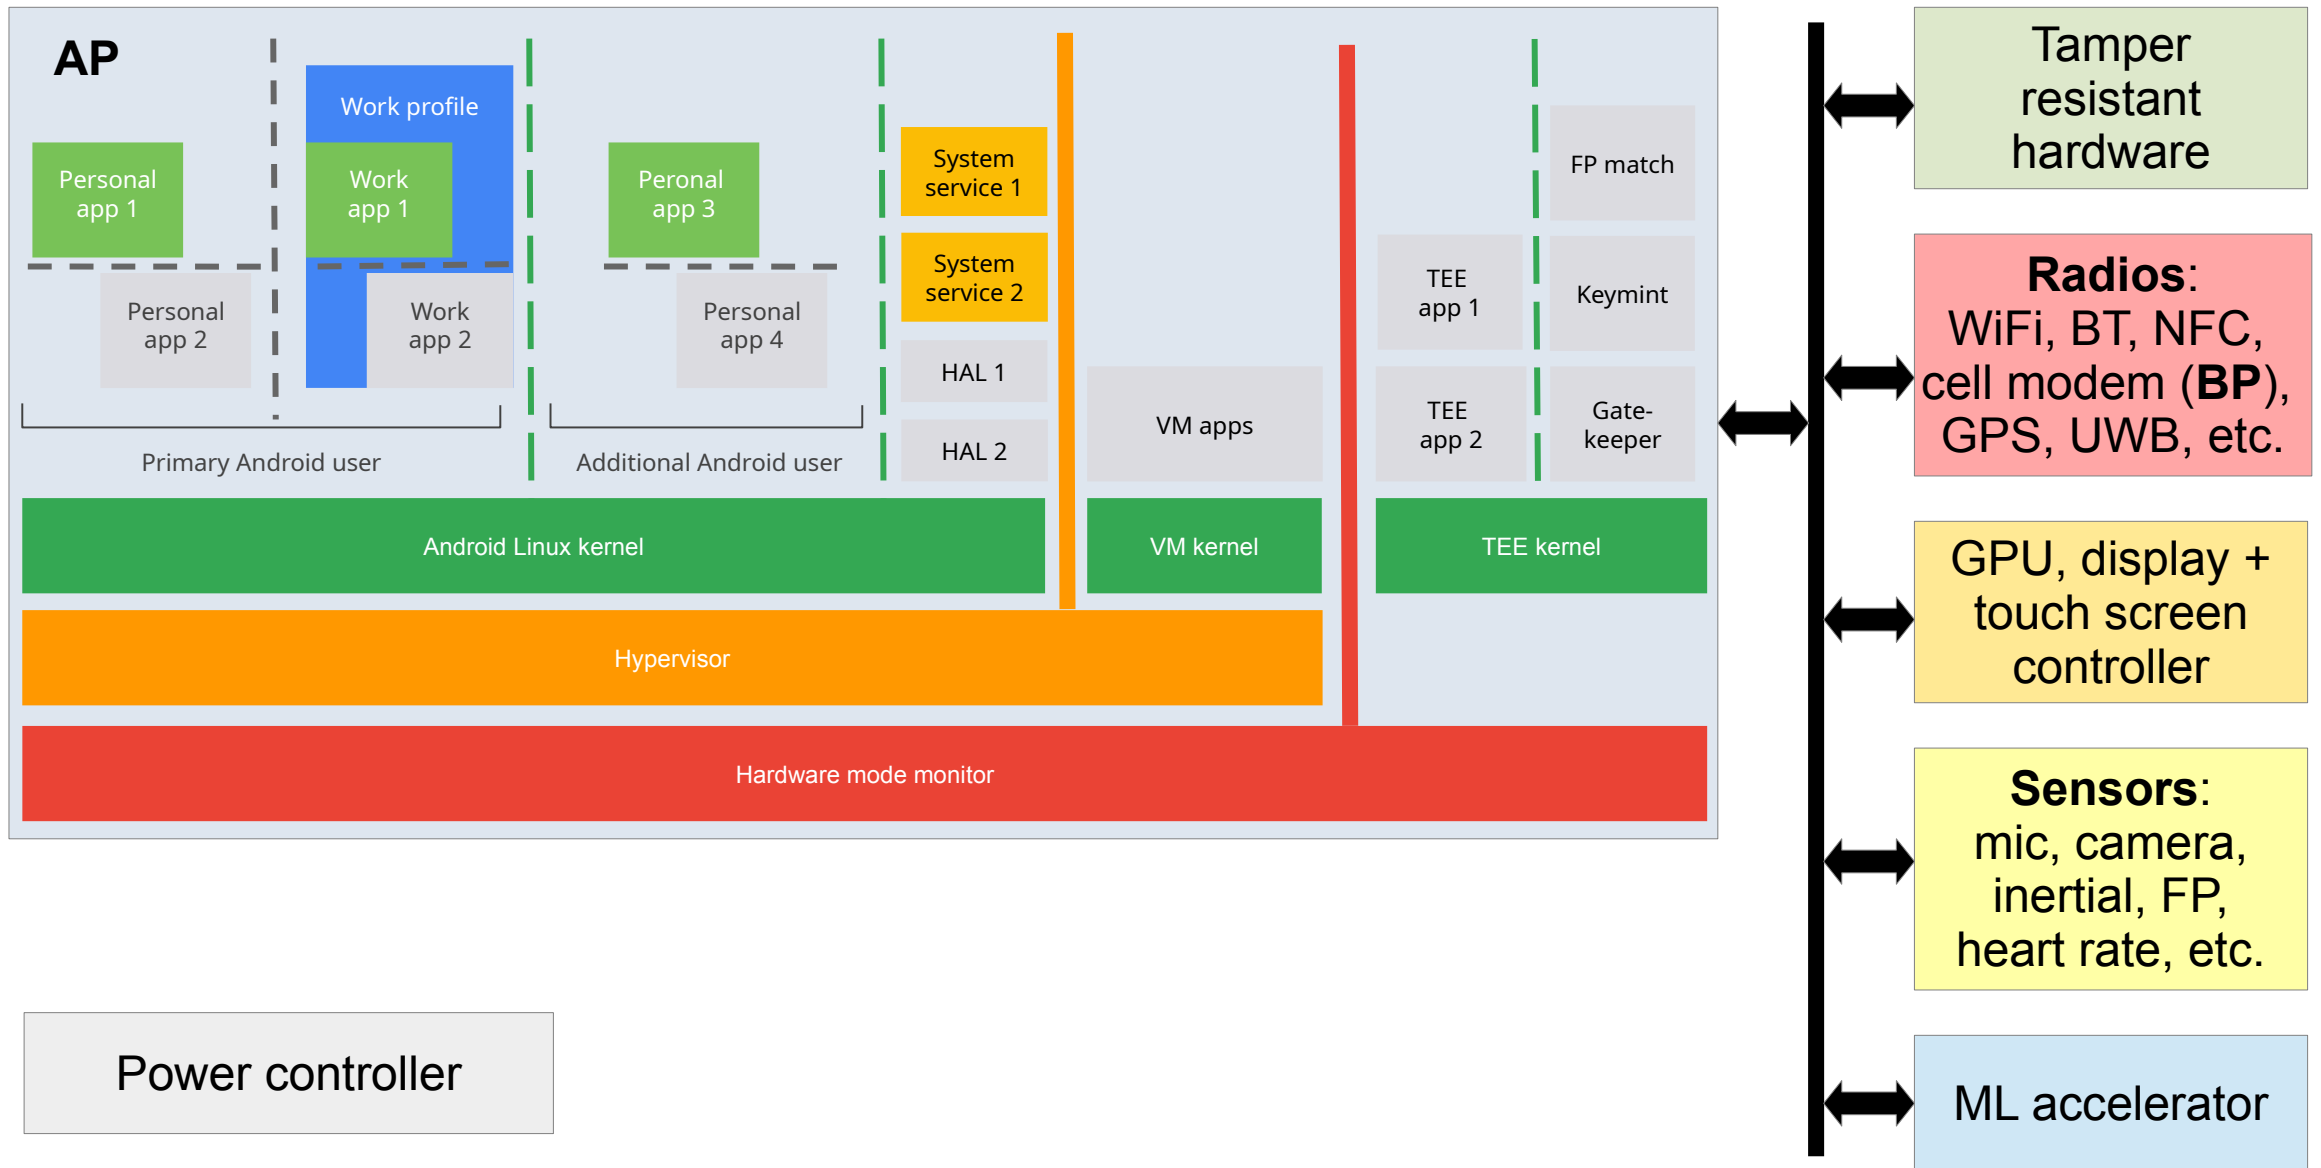 AP
Work profile
Personal
app 1
Work
app 1
Personal
app 2
Work
app 2
Primary Android user
Peronal
app 3
Personal
app 4
Additional Android user
System
service 1
System
service 2
HAL 1
HAL 2
VM apps
TEE
app 1
TEE
app 2
FP match
Keymint
Gate-
keeper
Android Linux kernel
VM kernel
TEE kernel
Hypervisor
Hardware mode monitor
Power controller
Tamper
resistant
hardware
Radios:
WiFi, BT, NFC,
cell modem (BP),
GPS, UWB, etc.
GPU, display +
touch screen
controller
Sensors:
mic, camera,
inertial, FP,
heart rate, etc.
ML accelerator